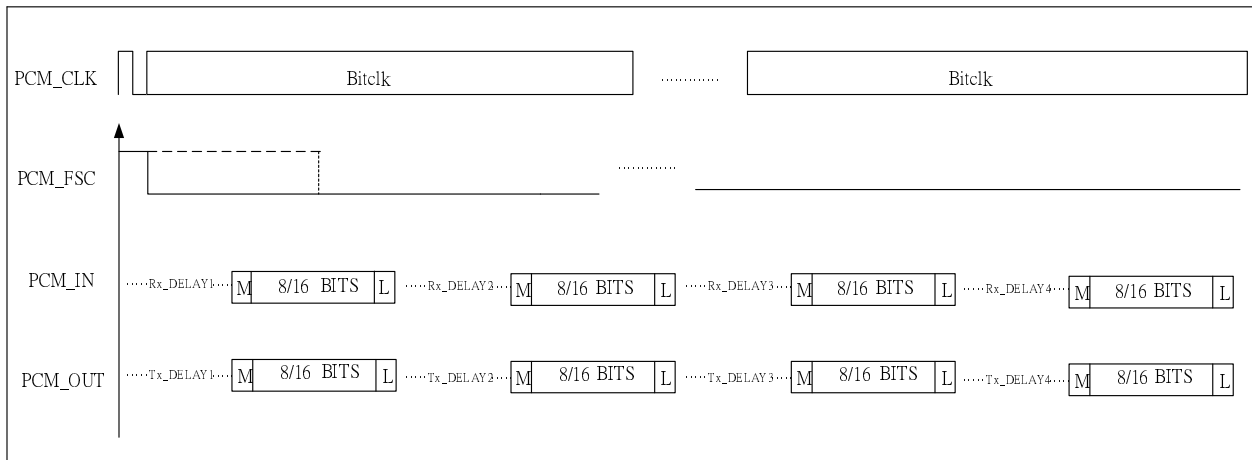 PCM_CLK Bitclk ............. Bitclk
PCM_FSC
PCM_IN Rx_DELAY1 M 8/16 BITS L Rx_DELAY2 M 8/16 BITS L Rx_DELAY3 M 8/16 BITS L Rx_DELAY4 M 8/16 BITS L
PCM_OUT Tx_DELAY1 M 8/16 BITS L Tx_DELAY2 M 8/16 BITS L Tx_DELAY3 M 8/16 BITS L Tx_DELAY4 M 8/16 BITS L